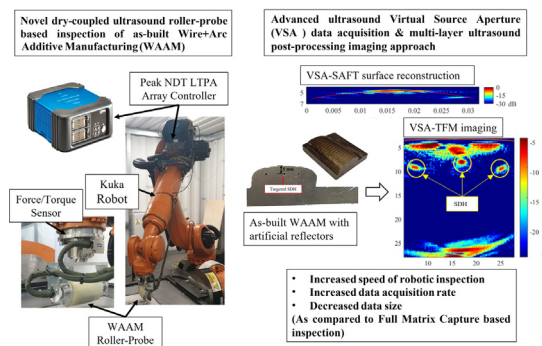 Novel dry-coupled ultrasound roller-probe
based inspection of as-built Wire+Arc
Additive Manufacturing (WAAM)
Peak NDT LTPA
Array Controller
Kuka
Robot
Force/Torque
Sensor
WAAM
Roller-Probe
Advanced ultrasound Virtual Source Aperture
(VSA ) data acquisition & multi-layer ultrasound
post-processing imaging approach
VSA-SAFT surface reconstruction
5
7
0
0.005
0.01
0.015
0.02
0.025
0.03
0.033
0
-15
-30 dB
VSA-TFM imaging
0
5
10
15
20
25
10
15
20
25
-5
-10
-15
-20
SDH
Targeted SDH
As-built WAAM with
artificial reflectors
• Increased speed of robotic inspection
• Increased data acquisition rate
• Decreased data size
(As compared to Full Matrix Capture based
inspection)